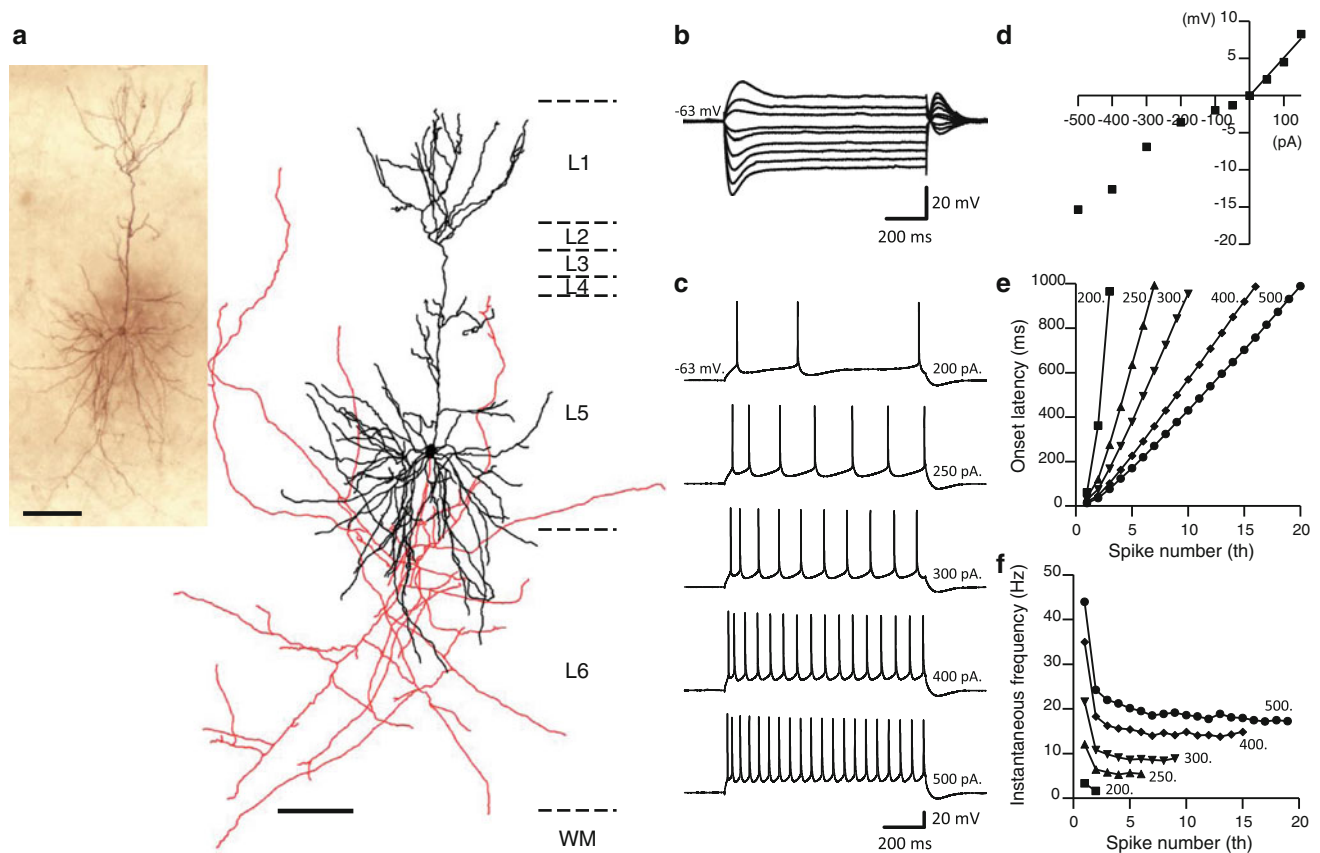 a
L1
L2
L3
L4
L5
L6
WM
b
-63 mV
20 mV
200 ms
c
-63 mV.
200 pA.
250 pA.
300 pA.
400 pA.
500 pA.
20 mV
200 ms
d
(mV)
10
5
-500 -400 -300 -200 -100 100
(pA)
-5
-10
-15
-20
e
Onset latency (ms)
1000
800
600
400
200
0
200. 250. 300. 400. 500.
0 5 10 15 20
Spike number (th)
f
Instantaneous frequency (Hz)
50
40
30
20
10
0
500.
400.
300.
250.
200.
0 5 10 15 20
Spike number (th)